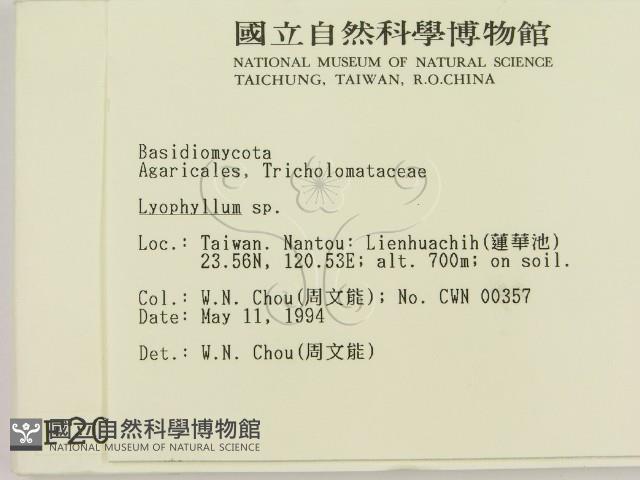 國立自然科學博物館
NATIONAL MUSEUM OF NATURAL SCIENCE
TAICHUNG, TAIWAN, R.O.CHINA
Basidiomycota
Agaricales, Tricholomataceae
Lyophyllum sp.
Loc.: Taiwan. Nantou: Lienhuachih(蓮華池)
23.56N, 120.53E; alt. 700m; on soil.
Col.: W.N. Chou(周文能); No. CWN 00357
Date: May 11, 1994
Det.: W.N. Chou(周文能)
國立自然科學博物館
NATIONAL MUSEUM OF NATURAL SCIENCE